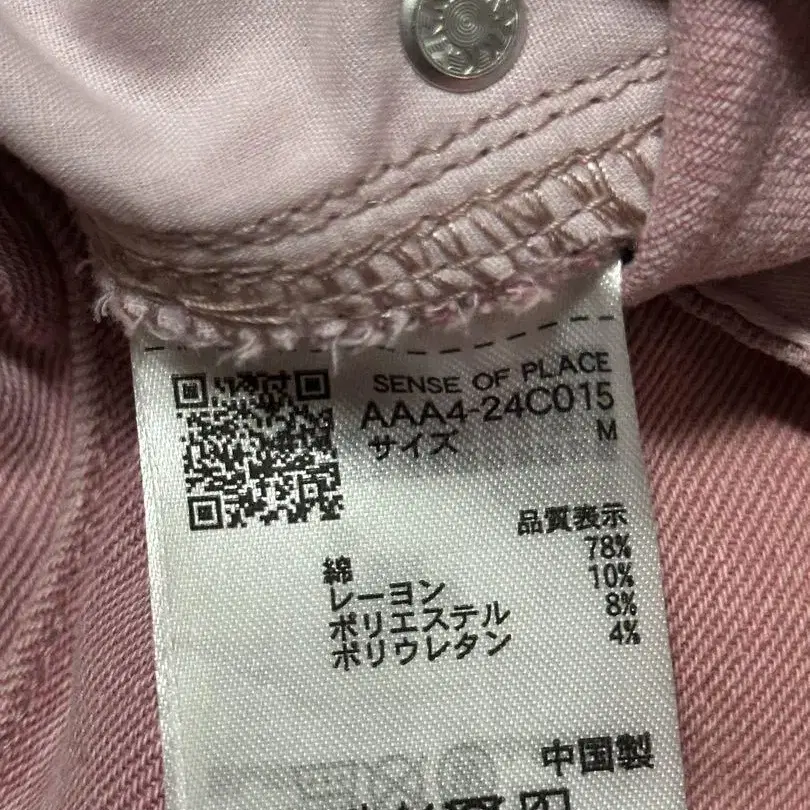 SENSE OF PLACE
AAA4-24C015
サイズ M
品質表示
綿 78%
レーヨン 10%
ポリエステル 8%
ポリウレタン 4%
中国製